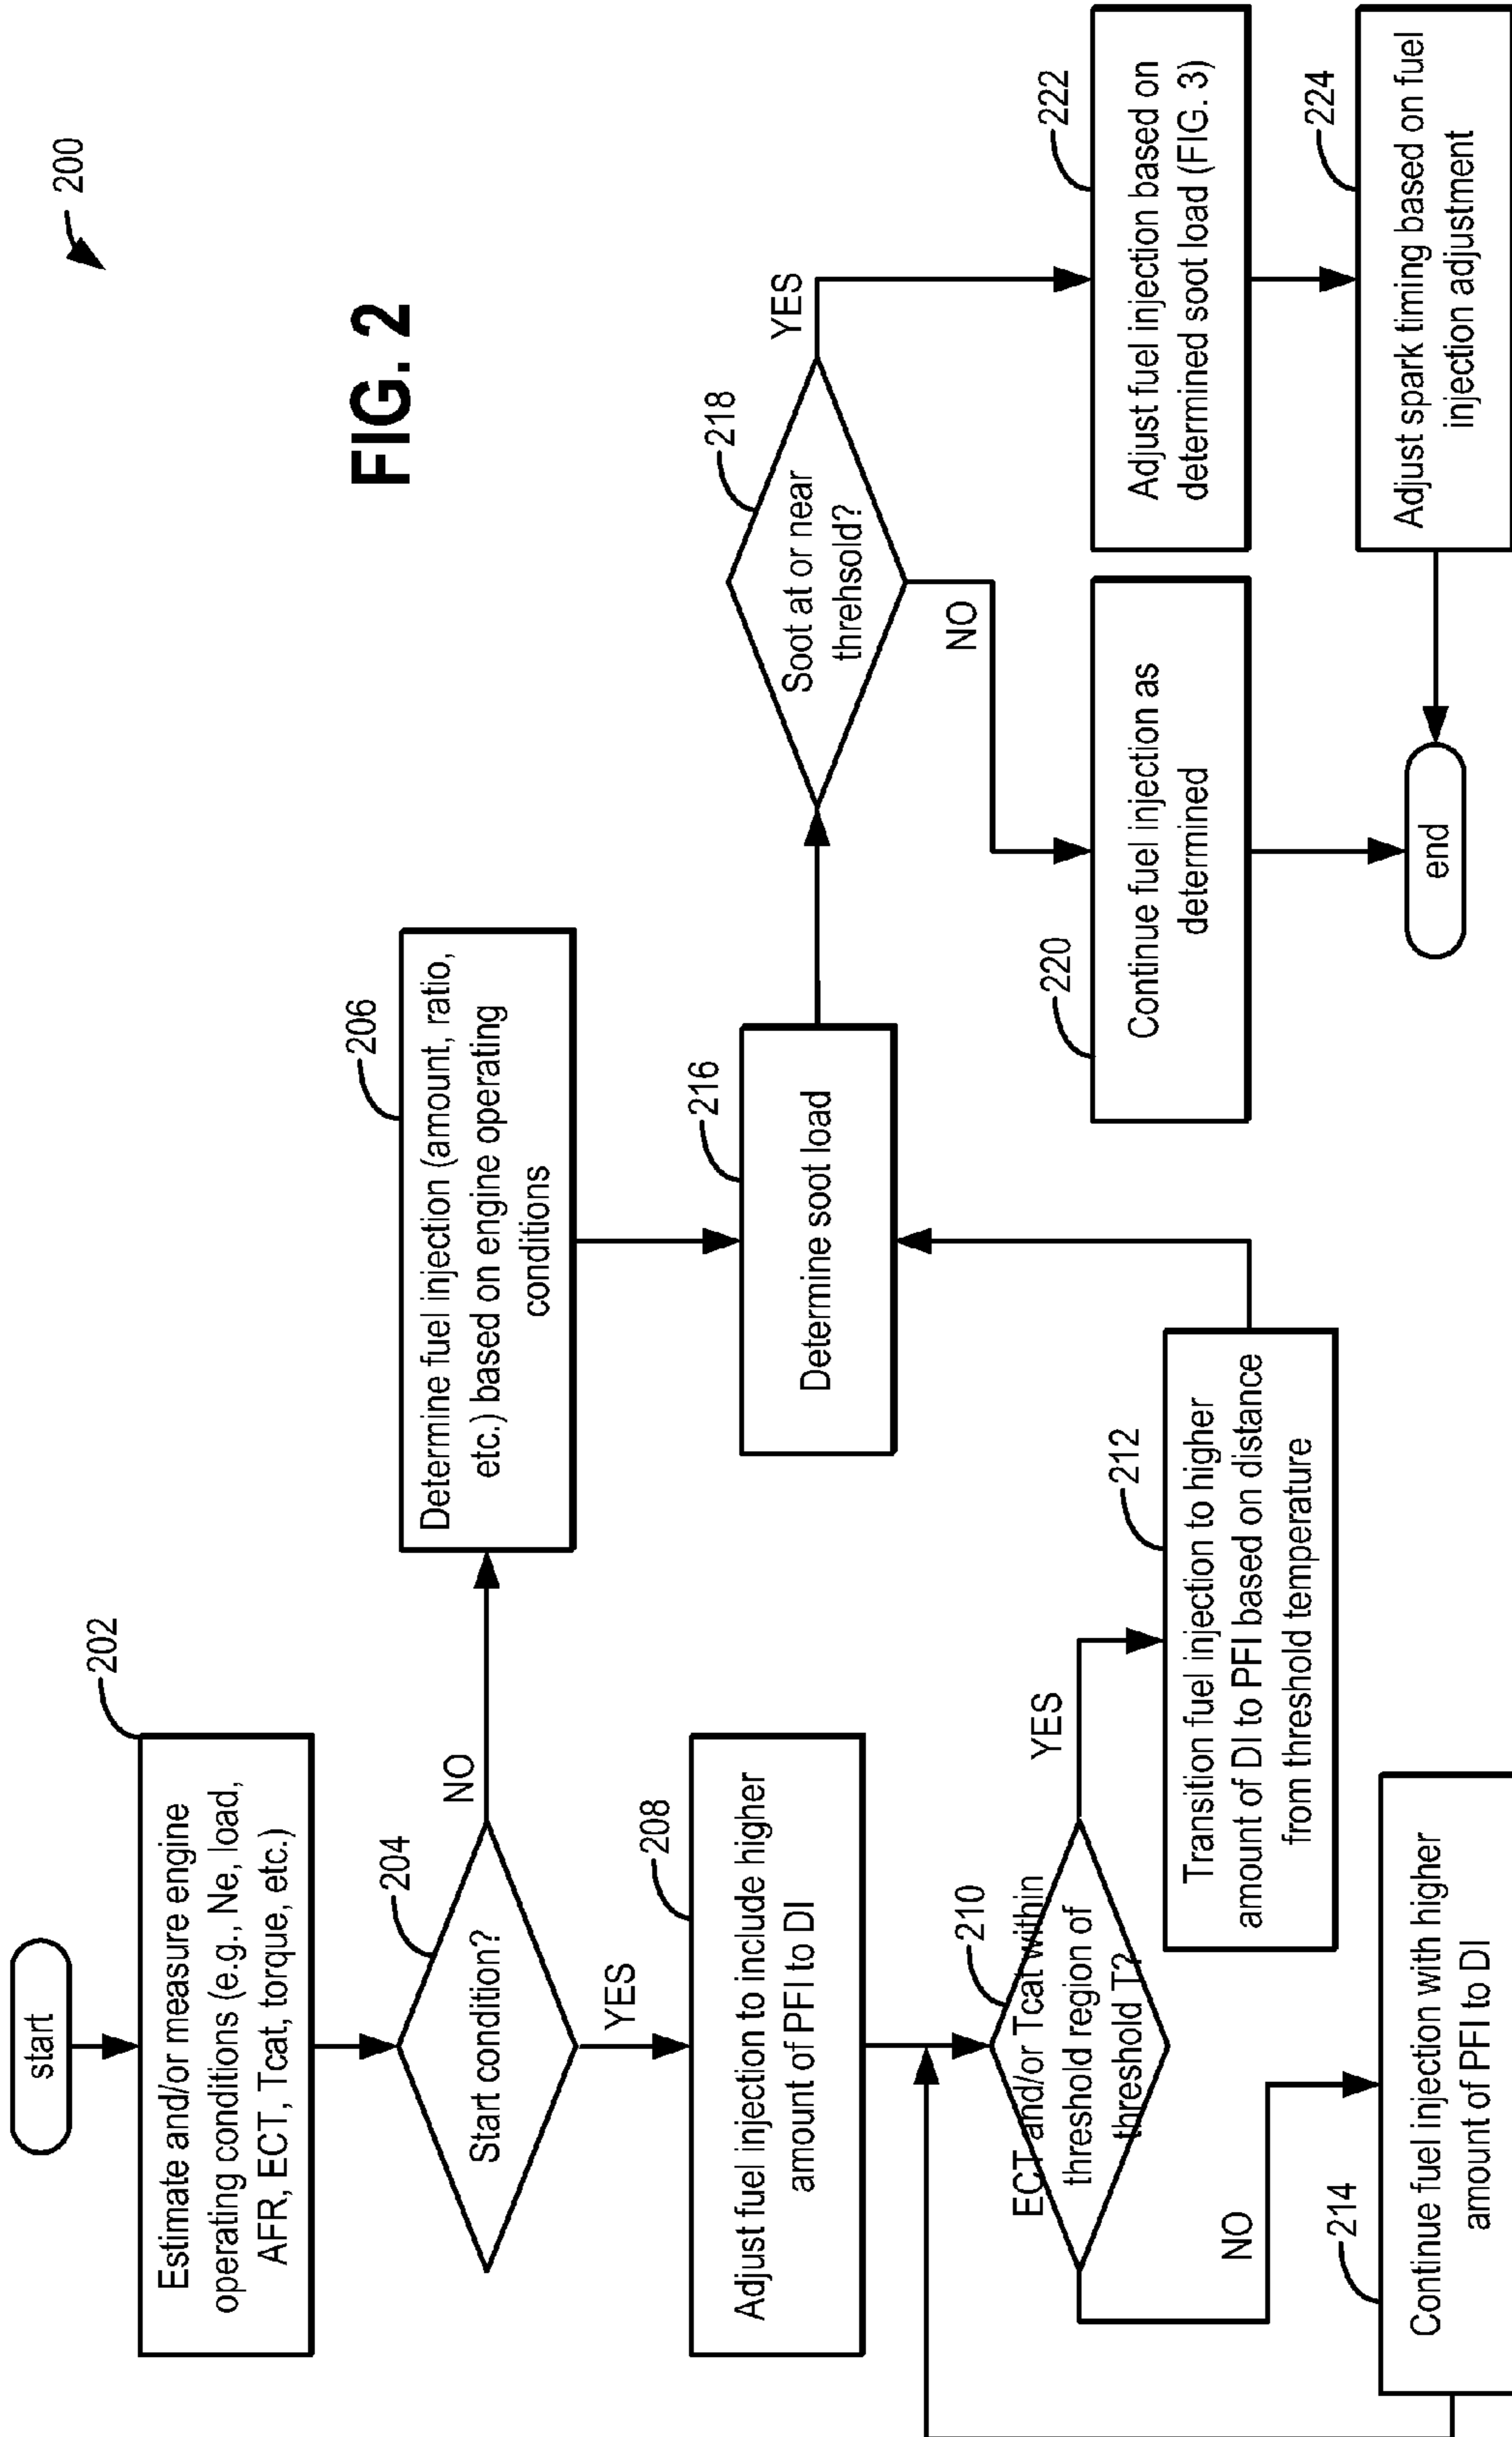 200
FIG. 2
start
202
Estimate and/or measure engine
operating conditions (e.g., Ne, load,
AFR, ECT, Tcat, torque, etc.)
204
Start condition?
NO
YES
206
Determine fuel injection (amount, ratio,
etc.) based on engine operating
conditions
208
Adjust fuel injection to include higher
amount of PFI to DI
210
ECT and/or Tcat within
threshold region of
threshold T?
YES
NO
212
Transition fuel injection to higher
amount of DI to PFI based on distance
from threshold temperature
214
Continue fuel injection with higher
amount of PFI to DI
216
Determine soot load
218
Soot at or near
threhsold?
YES
NO
220
Continue fuel injection as
determined
222
Adjust fuel injection based on
determined soot load (FIG. 3)
224
Adjust spark timing based on fuel
injection adjustment
end